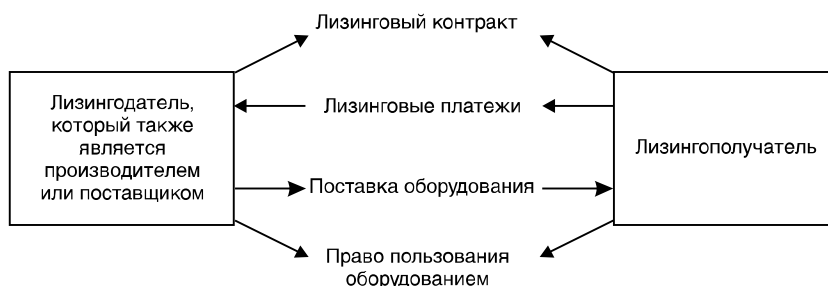 Лизинговый контракт
Лизингодатель,
который также
является
производителем
или поставщиком
Лизинговые платежи
Лизингополучатель
Поставка оборудования
Право пользования
оборудованием